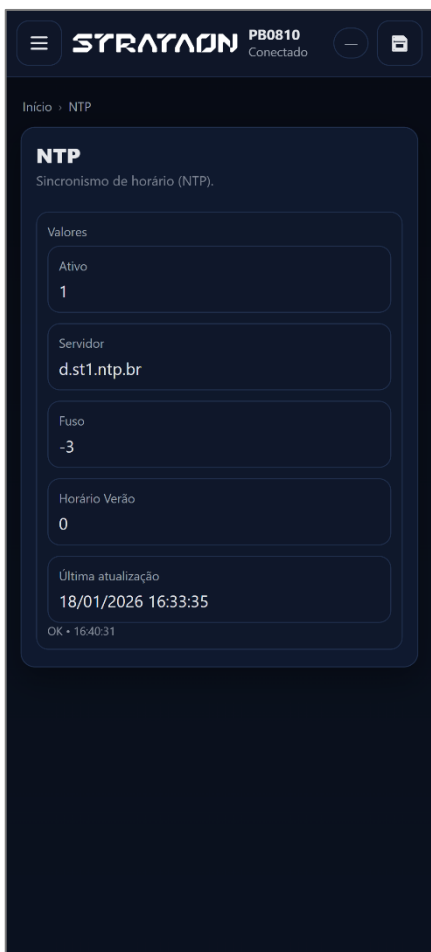 STRATAON
PB0810
Conectado
—
Início › NTP
NTP
Sincronismo de horário (NTP).
Valores
Ativo
1
Servidor
d.st1.ntp.br
Fuso
-3
Horário Verão
0
Última atualização
18/01/2026 16:33:35
OK • 16:40:31